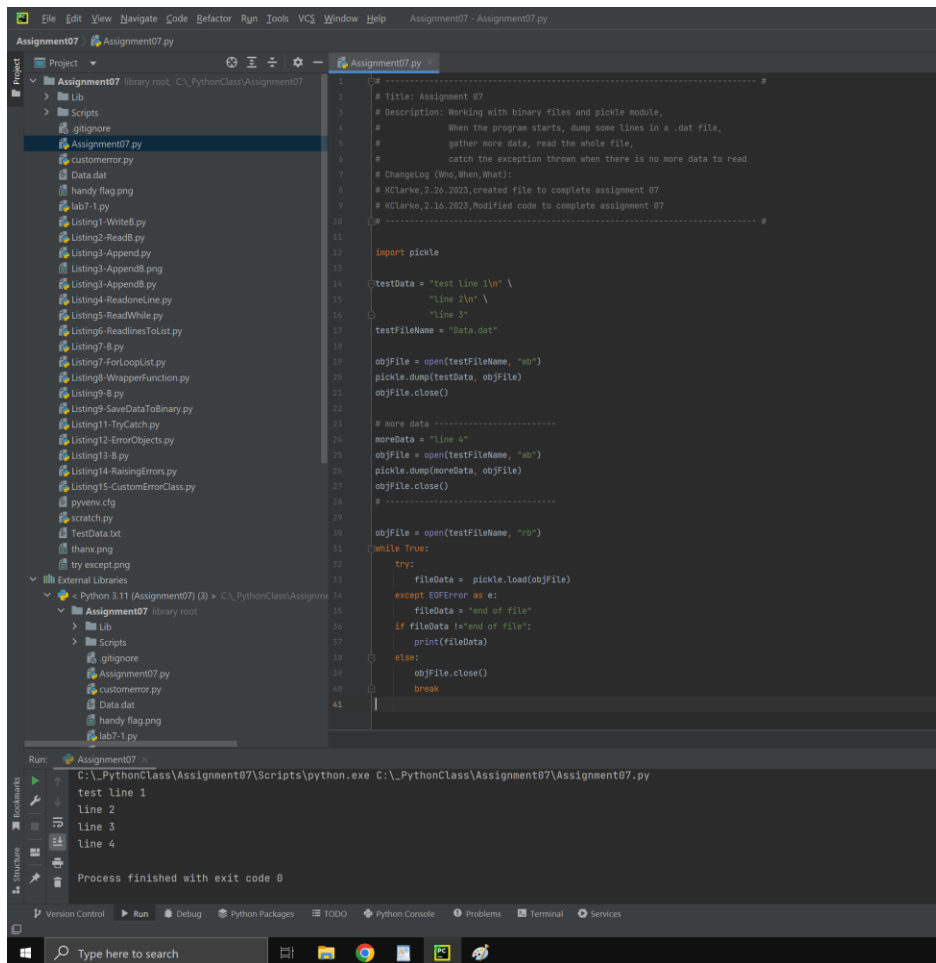 File Edit View Navigate Code Refactor Run Tools VCS Window Help Assignment07 - Assignment07.py
Assignment07 Assignment07.py
Project
Project
Assignment07 library root, C:\_PythonClass\Assignment07
Lib
Scripts
.gitignore
Assignment07.py
customerror.py
Data.dat
handy flag.png
lab7-1.py
Listing1-WriteB.py
Listing2-ReadB.py
Listing3-Append.py
Listing3-AppendB.png
Listing3-AppendB.py
Listing4-ReadoneLine.py
Listing5-ReadWhile.py
Listing6-ReadlinesToList.py
Listing7-B.py
Listing7-ForLoopList.py
Listing8-WrapperFunction.py
Listing9-B.py
Listing9-SaveDataToBinary.py
Listing11-TryCatch.py
Listing12-ErrorObjects.py
Listing13-B.py
Listing14-RaisingErrors.py
Listing15-CustomErrorClass.py
pyvenv.cfg
scratch.py
TestData.txt
thanx.png
try except.png
External Libraries
< Python 3.11 (Assignment07) (3) > C:\_PythonClass\Assignme
Assignment07 library root
Lib
Scripts
.gitignore
Assignment07.py
customerror.py
Data.dat
handy flag.png
lab7-1.py
Assignment07.py
1 # --------------------------------------------------------------------------- #
2 # Title: Assignment 07
3 # Description: Working with binary files and pickle module,
4 # When the program starts, dump some lines in a .dat file,
5 # gather more data, read the whole file,
6 # catch the exception thrown when there is no more data to read
7 # ChangeLog (Who,When,What):
8 # KClarke,2.26.2023,created file to complete assignment 07
9 # KClarke,2.16.2023,Modified code to complete assignment 07
10 # --------------------------------------------------------------------------- #
11
12 import pickle
13
14 testData = "test line 1\n" \
15 "line 2\n" \
16 "line 3"
17 testFileName = "Data.dat"
18
19 objFile = open(testFileName, "wb")
20 pickle.dump(testData, objFile)
21 objFile.close()
22
23 # more data -------------------------
24 moreData = "line 4"
25 objFile = open(testFileName, "ab")
26 pickle.dump(moreData, objFile)
27 objFile.close()
28 # -----------------------------------
29
30 objFile = open(testFileName, "rb")
31 while True:
32 try:
33 fileData = pickle.load(objFile)
34 except EOFError as e:
35 fileData = "end of file"
36 if fileData !="end of file":
37 print(fileData)
38 else:
39 objFile.close()
40 break
41
Run: Assignment07
C:\_PythonClass\Assignment07\Scripts\python.exe C:\_PythonClass\Assignment07\Assignment07.py
test line 1
line 2
line 3
line 4
Process finished with exit code 0
Bookmarks
Structure
Version Control Run Debug Python Packages TODO Python Console Problems Terminal Services
Type here to search